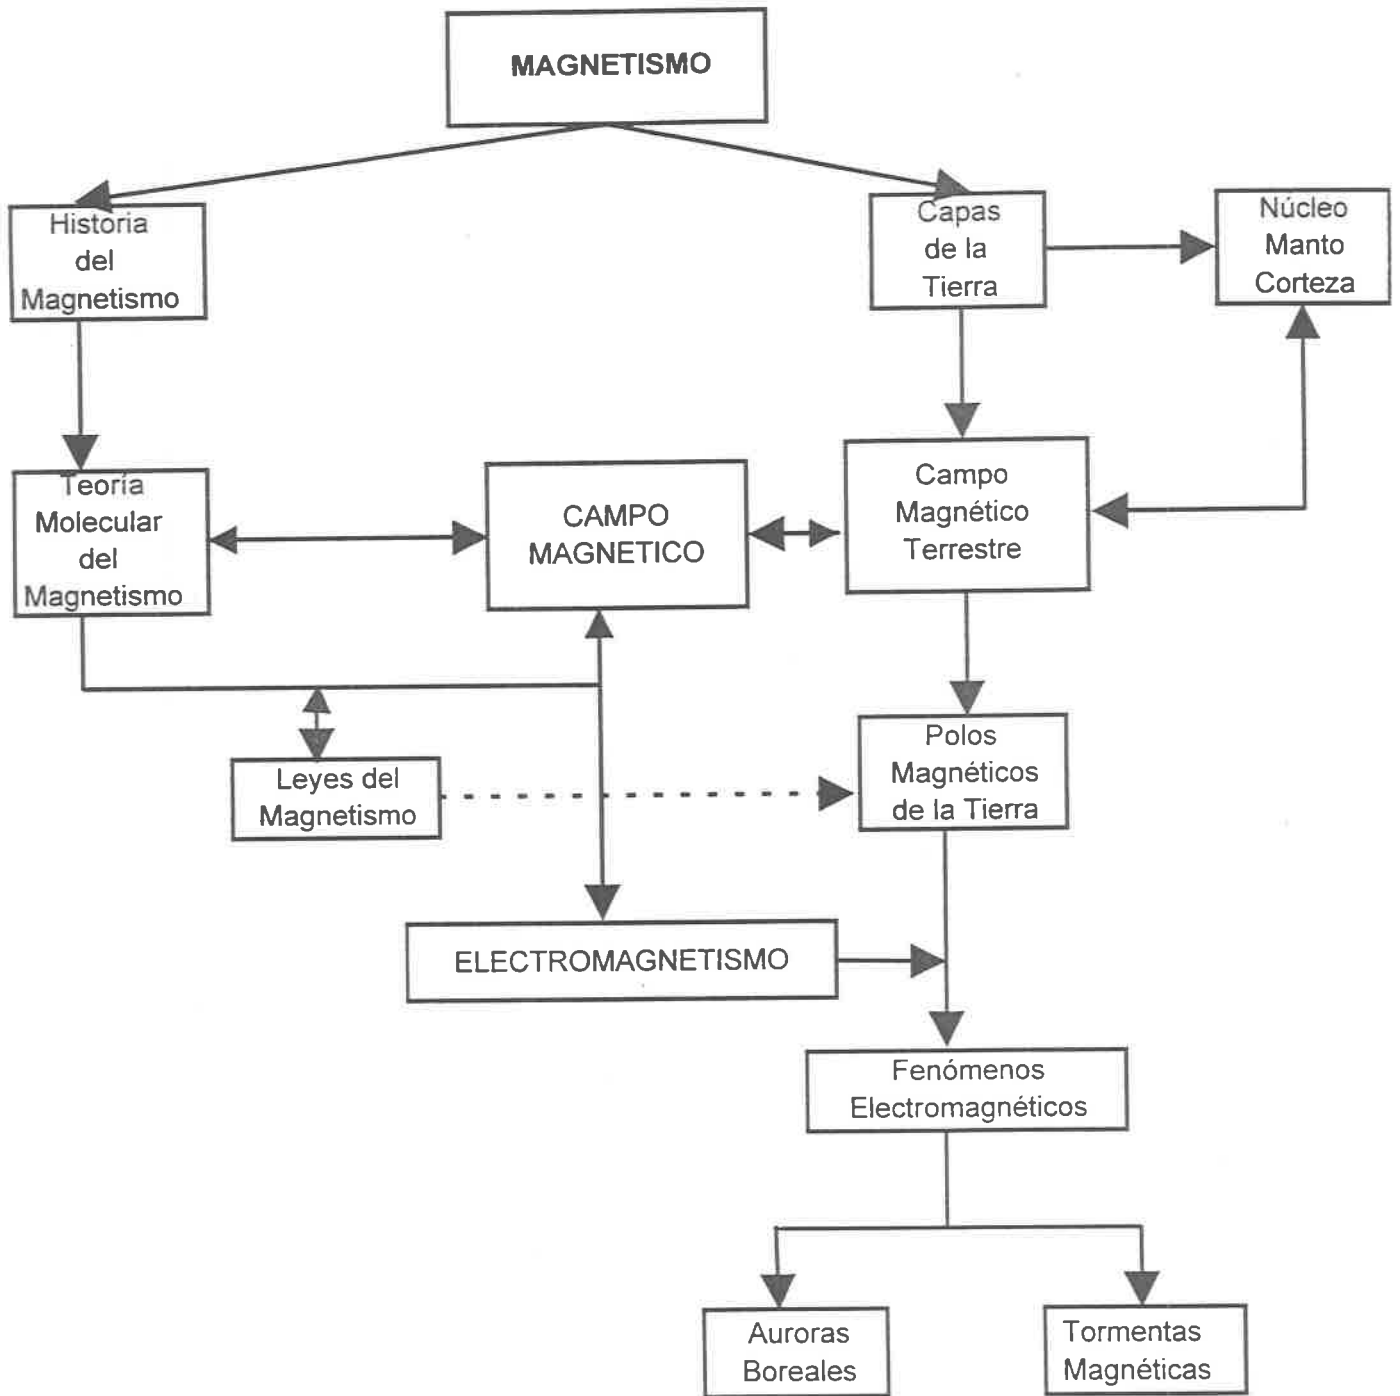 MAGNETISMO
Historia
del
Magnetismo
Capas
de la
Tierra
Núcleo
Manto
Corteza
Teoría
Molecular
del
Magnetismo
CAMPO
MAGNETICO
Campo
Magnético
Terrestre
Leyes del
Magnetismo
Polos
Magnéticos
de la Tierra
ELECTROMAGNETISMO
Fenómenos
Electromagnéticos
Auroras
Boreales
Tormentas
Magnéticas